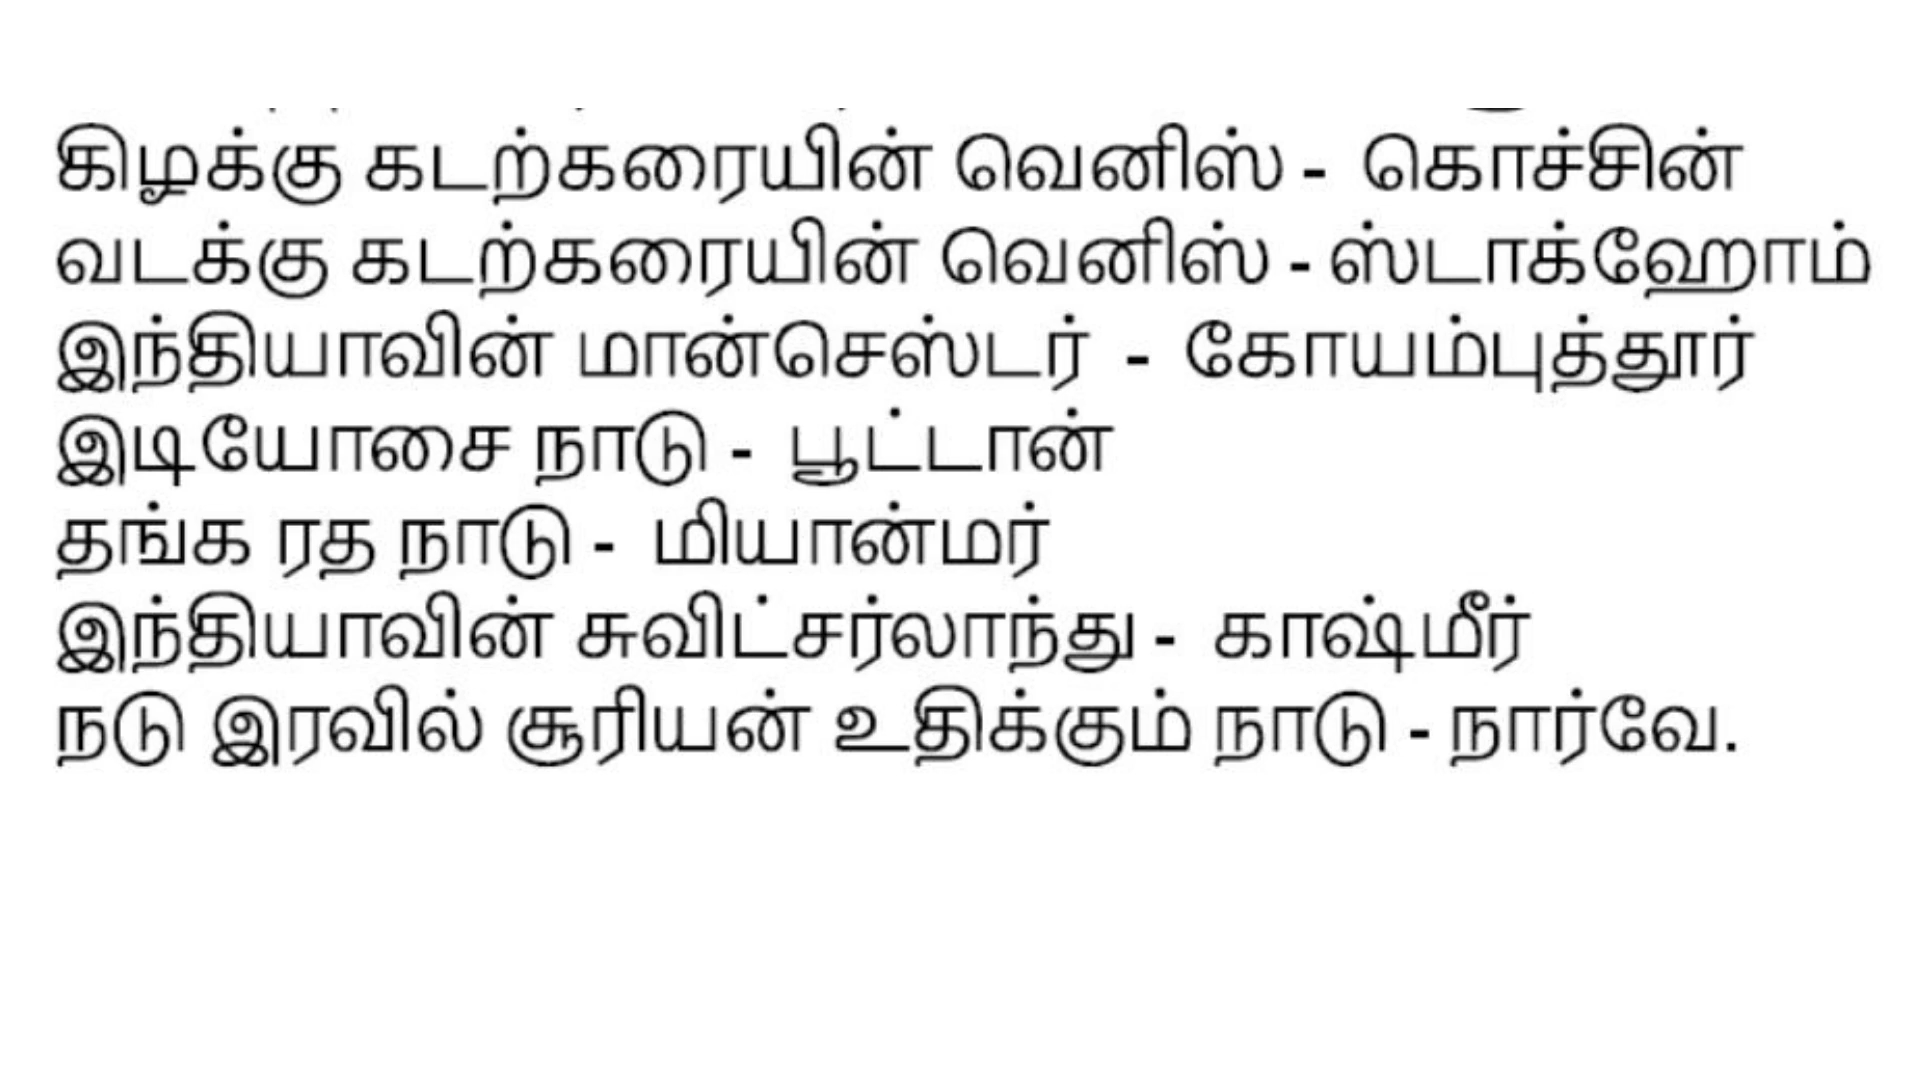 கிழக்கு கடற்கரையின் வெனிஸ் - கொச்சின்
வடக்கு கடற்கரையின் வெனிஸ் - ஸ்டாக்ஹோம்
இந்தியாவின் மான்செஸ்டர் - கோயம்புத்தூர்
இடியோசை நாடு - பூட்டான்
தங்க ரத நாடு - மியான்மர்
இந்தியாவின் சுவிட்சர்லாந்து - காஷ்மீர்
நடு இரவில் சூரியன் உதிக்கும் நாடு - நார்வே.